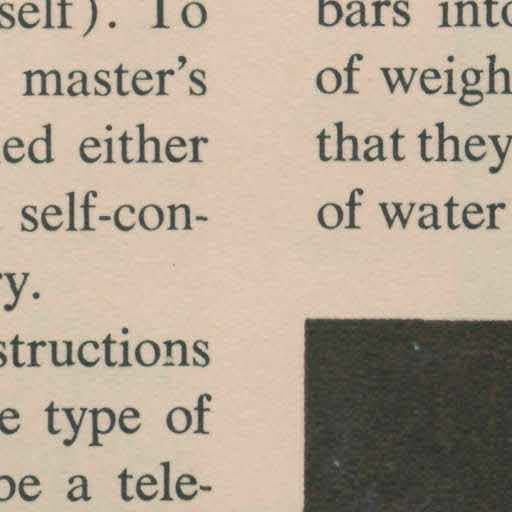 self). To
master's
ed either
self-con-
ry.
structions
e type of
be a tele-
bars into
of weigh
that they
of water